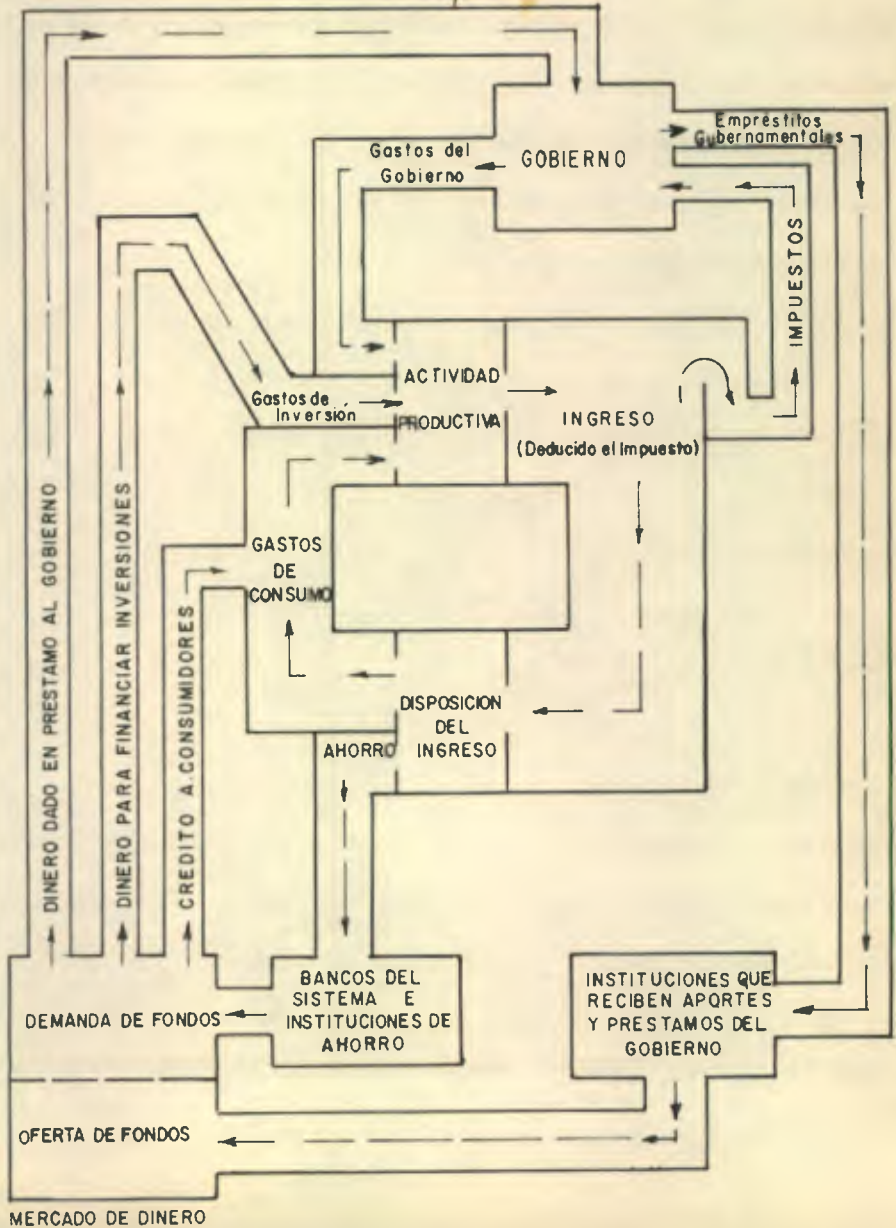 Empréstitos
Gubernamentales
Gastos del
Gobierno
GOBIERNO
IMPUESTOS
ACTIVIDAD
PRODUCTIVA
Gastos de
Inversión
INGRESO
(Deducido el Impuesto)
GASTOS
DE
CONSUMO
DISPOSICION
DEL
INGRESO
AHORRO
DINERO DADO EN PRESTAMO AL GOBIERNO
DINERO PARA FINANCIAR INVERSIONES
CREDITO A CONSUMIDORES
BANCOS DEL
SISTEMA E
INSTITUCIONES DE
AHORRO
INSTITUCIONES QUE
RECIBEN APORTES
Y PRESTAMOS DEL
GOBIERNO
DEMANDA DE FONDOS
OFERTA DE FONDOS
MERCADO DE DINERO